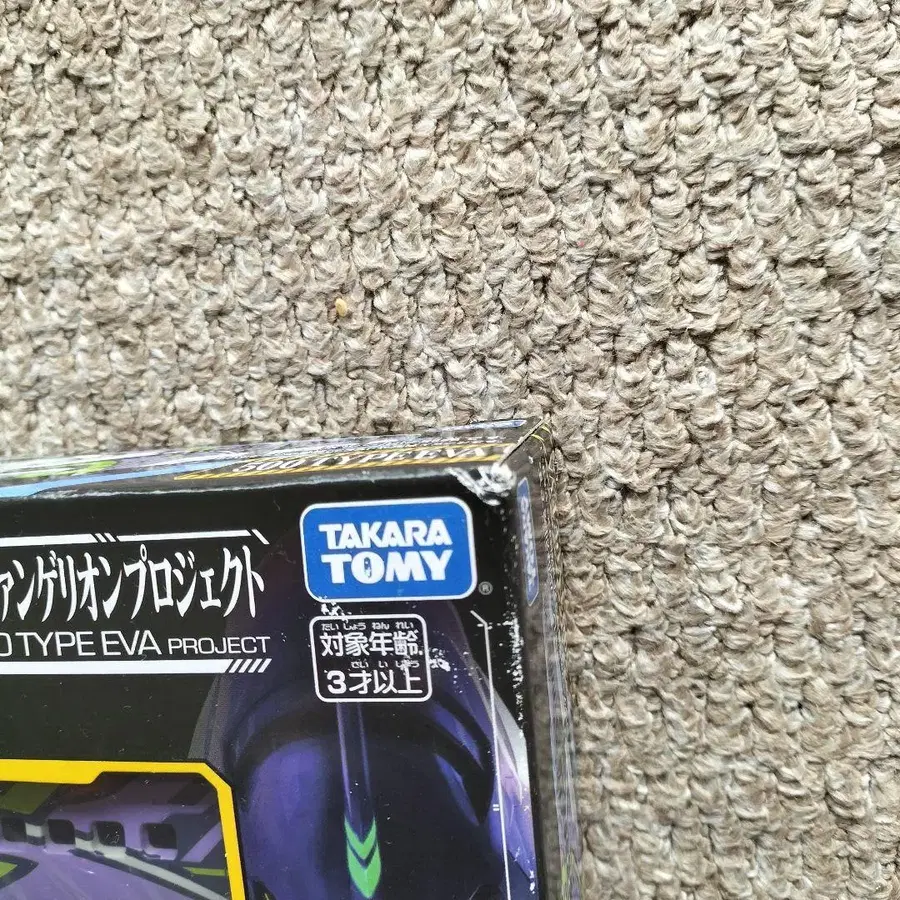 500 TYPE EVA
TAKARA
TOMY
®
ァンゲリオンプロジェクト
0 TYPE EVA PROJECT
たい しょう ねん れい
対象年齢
さい い じょう
3才以上